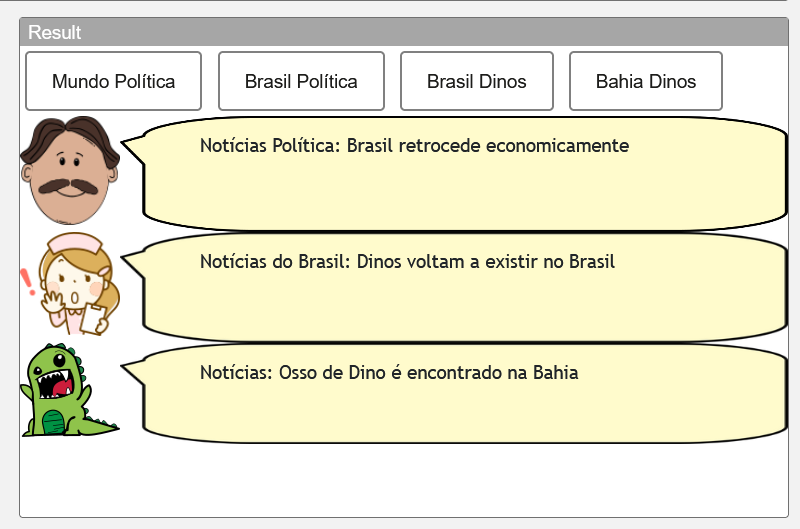 Result
Mundo Política
Brasil Política
Brasil Dinos
Bahia Dinos
Notícias Política: Brasil retrocede economicamente
Notícias do Brasil: Dinos voltam a existir no Brasil
Notícias: Osso de Dino é encontrado na Bahia